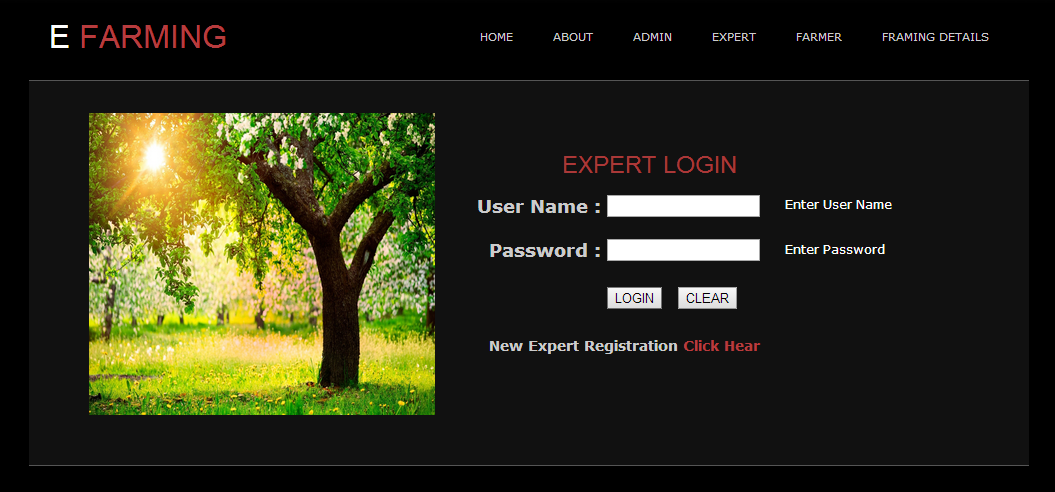 E FARMING
HOME ABOUT ADMIN EXPERT FARMER FRAMING DETAILS
EXPERT LOGIN
User Name : Enter User Name
Password : Enter Password
LOGIN CLEAR
New Expert Registration Click Hear